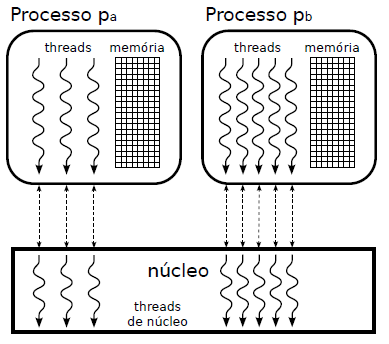 Processo pa
Processo pb
threads memória
threads memória
núcleo
threads
de núcleo